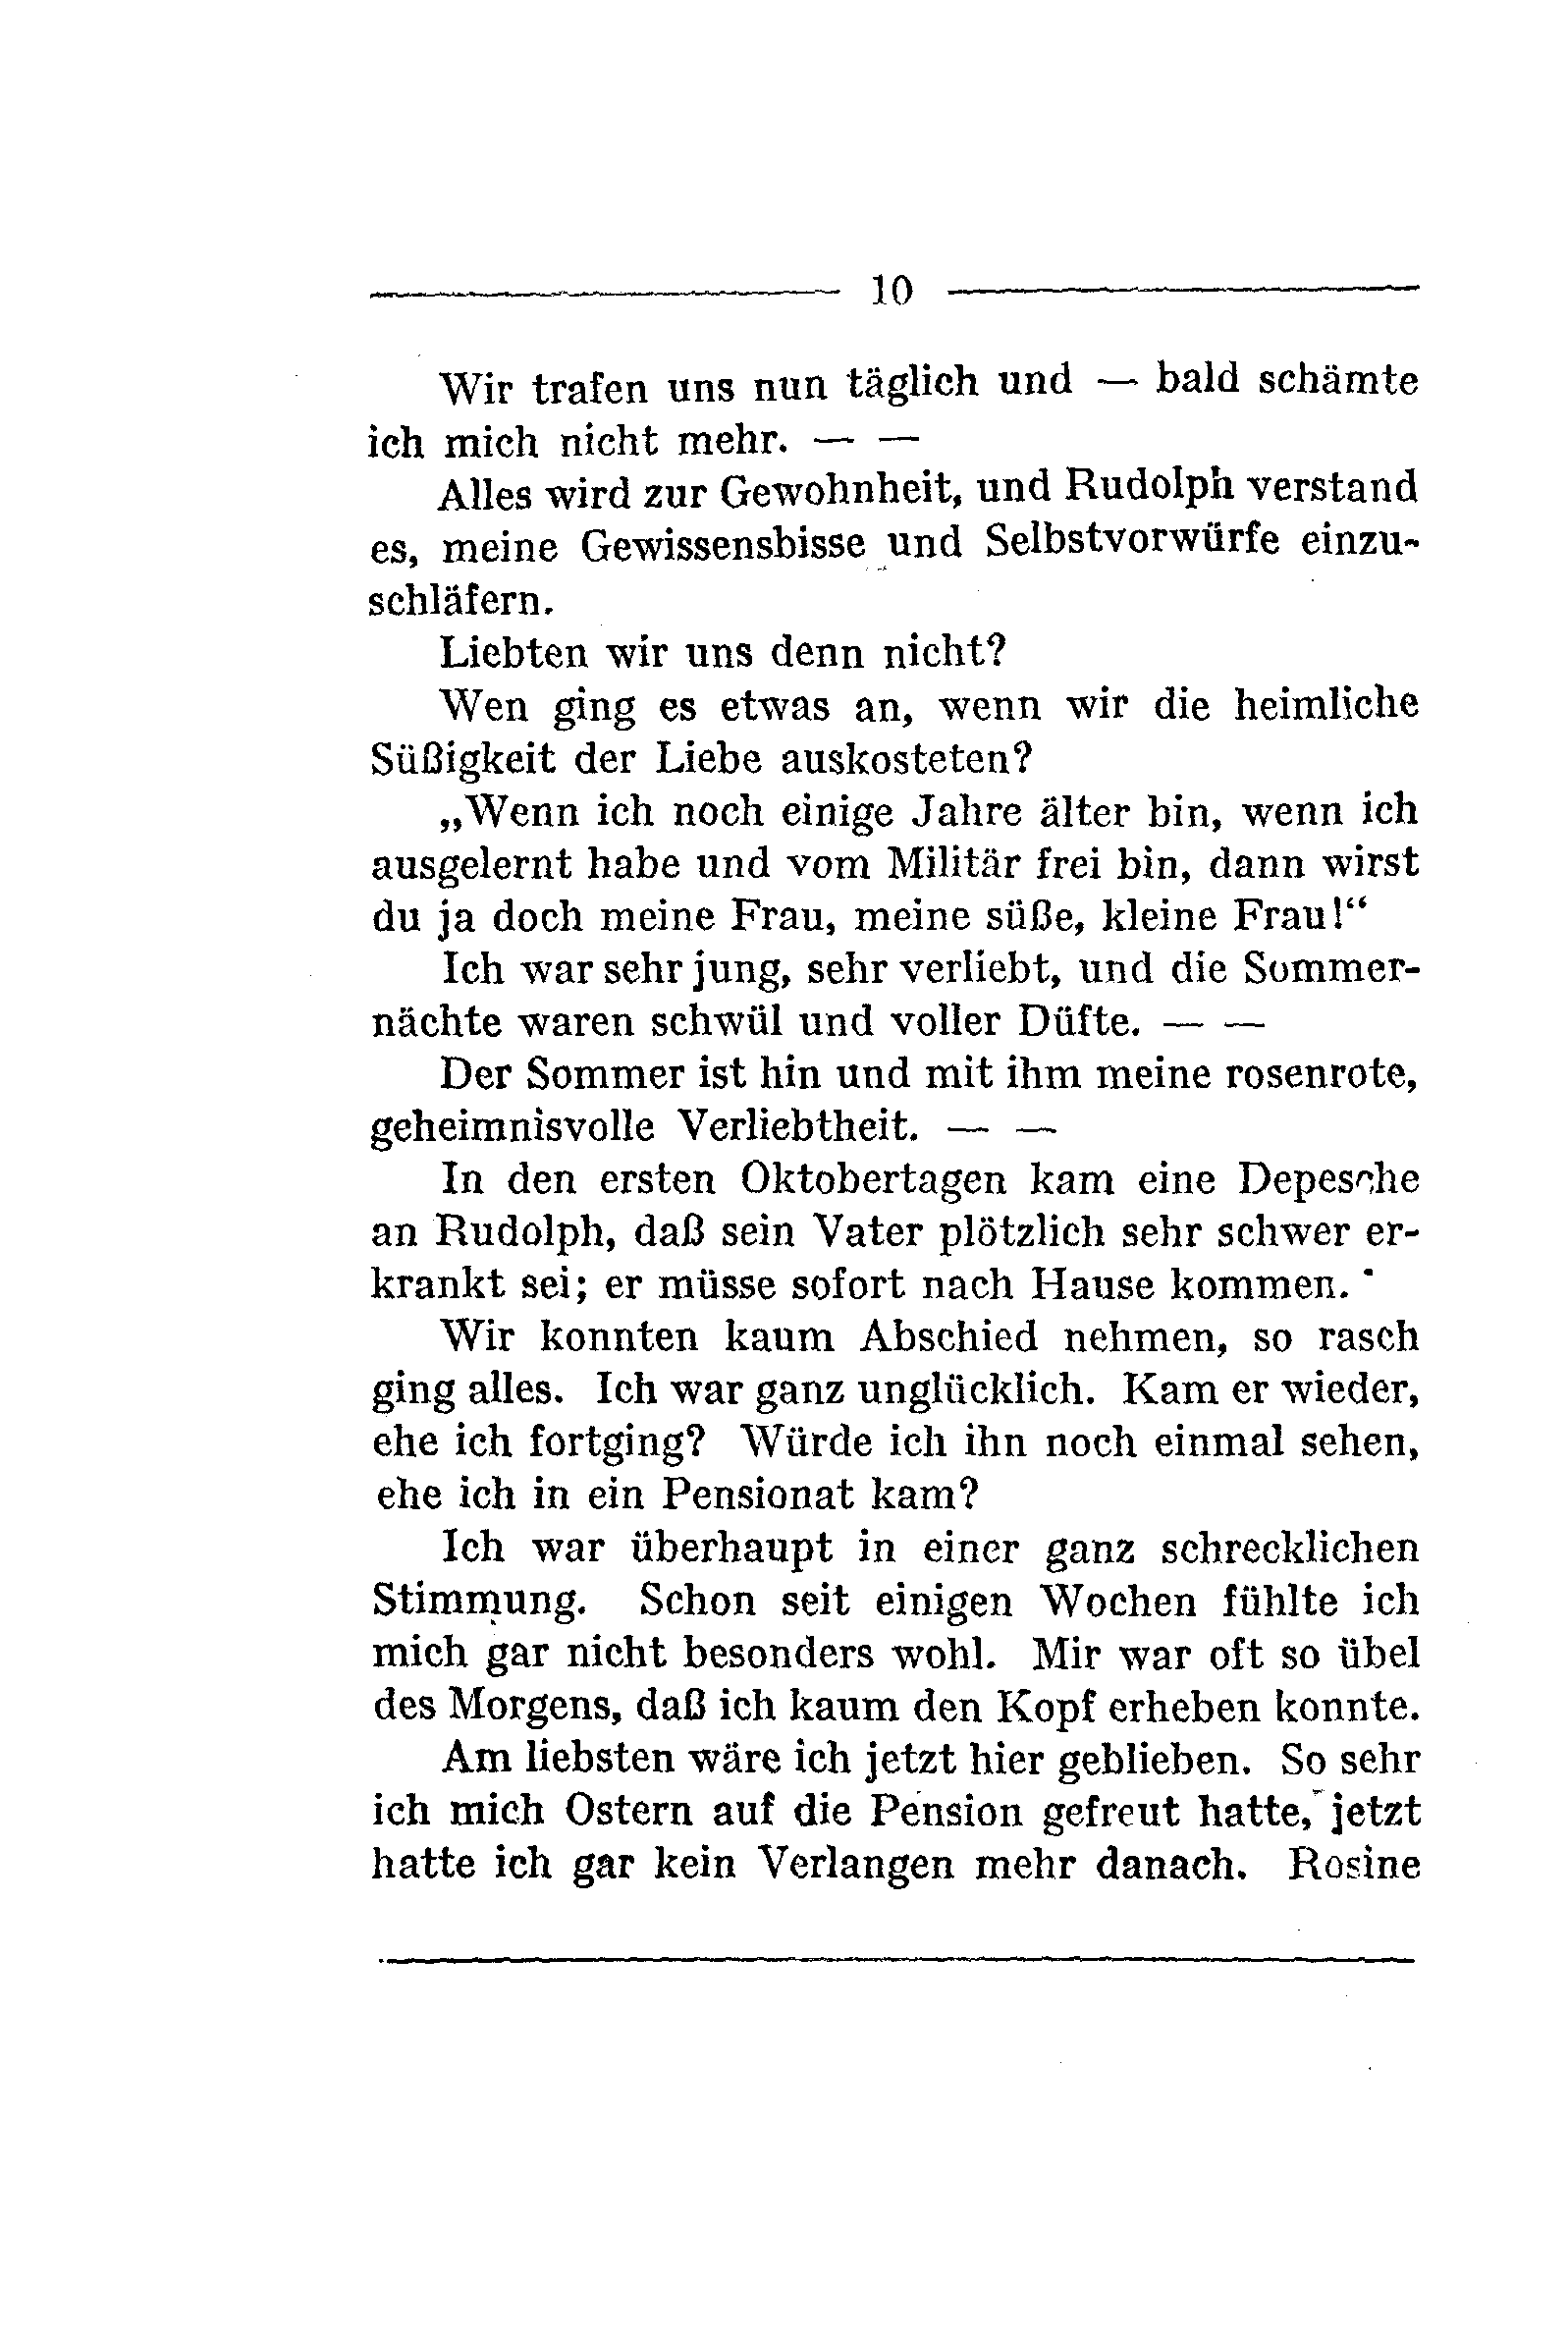 10
Wir trafen uns nun täglich und — bald schämte
ich mich nicht mehr. — —
Alles wird zur Gewohnheit, und Rudolph verstand
es, meine Gewissensbisse und Selbstvorwürfe einzu-
schläfern.
Liebten wir uns denn nicht?
Wen ging es etwas an, wenn wir die heimliche
Süßigkeit der Liebe auskosteten?
„Wenn ich noch einige Jahre älter bin, wenn ich
ausgelernt habe und vom Militär frei bin, dann wirst
du ja doch meine Frau, meine süße, kleine Frau!“
Ich war sehr jung, sehr verliebt, und die Sommer-
nächte waren schwül und voller Düfte. — —
Der Sommer ist hin und mit ihm meine rosenrote,
geheimnisvolle Verliebtheit. — —
In den ersten Oktobertagen kam eine Depesche
an Rudolph, daß sein Vater plötzlich sehr schwer er-
krankt sei; er müsse sofort nach Hause kommen.
Wir konnten kaum Abschied nehmen, so rasch
ging alles. Ich war ganz unglücklich. Kam er wieder,
ehe ich fortging? Würde ich ihn noch einmal sehen,
ehe ich in ein Pensionat kam?
Ich war überhaupt in einer ganz schrecklichen
Stimmung. Schon seit einigen Wochen fühlte ich
mich gar nicht besonders wohl. Mir war oft so übel
des Morgens, daß ich kaum den Kopf erheben konnte.
Am liebsten wäre ich jetzt hier geblieben. So sehr
ich mich Ostern auf die Pension gefreut hatte, jetzt
hatte ich gar kein Verlangen mehr danach. Rosine